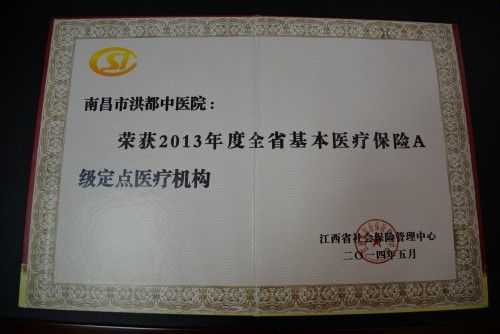 南昌市洪都中医院：
荣获2013年度全省基本医疗保险A
级定点医疗机构
江西省社会保险管理中心
二〇一四年五月